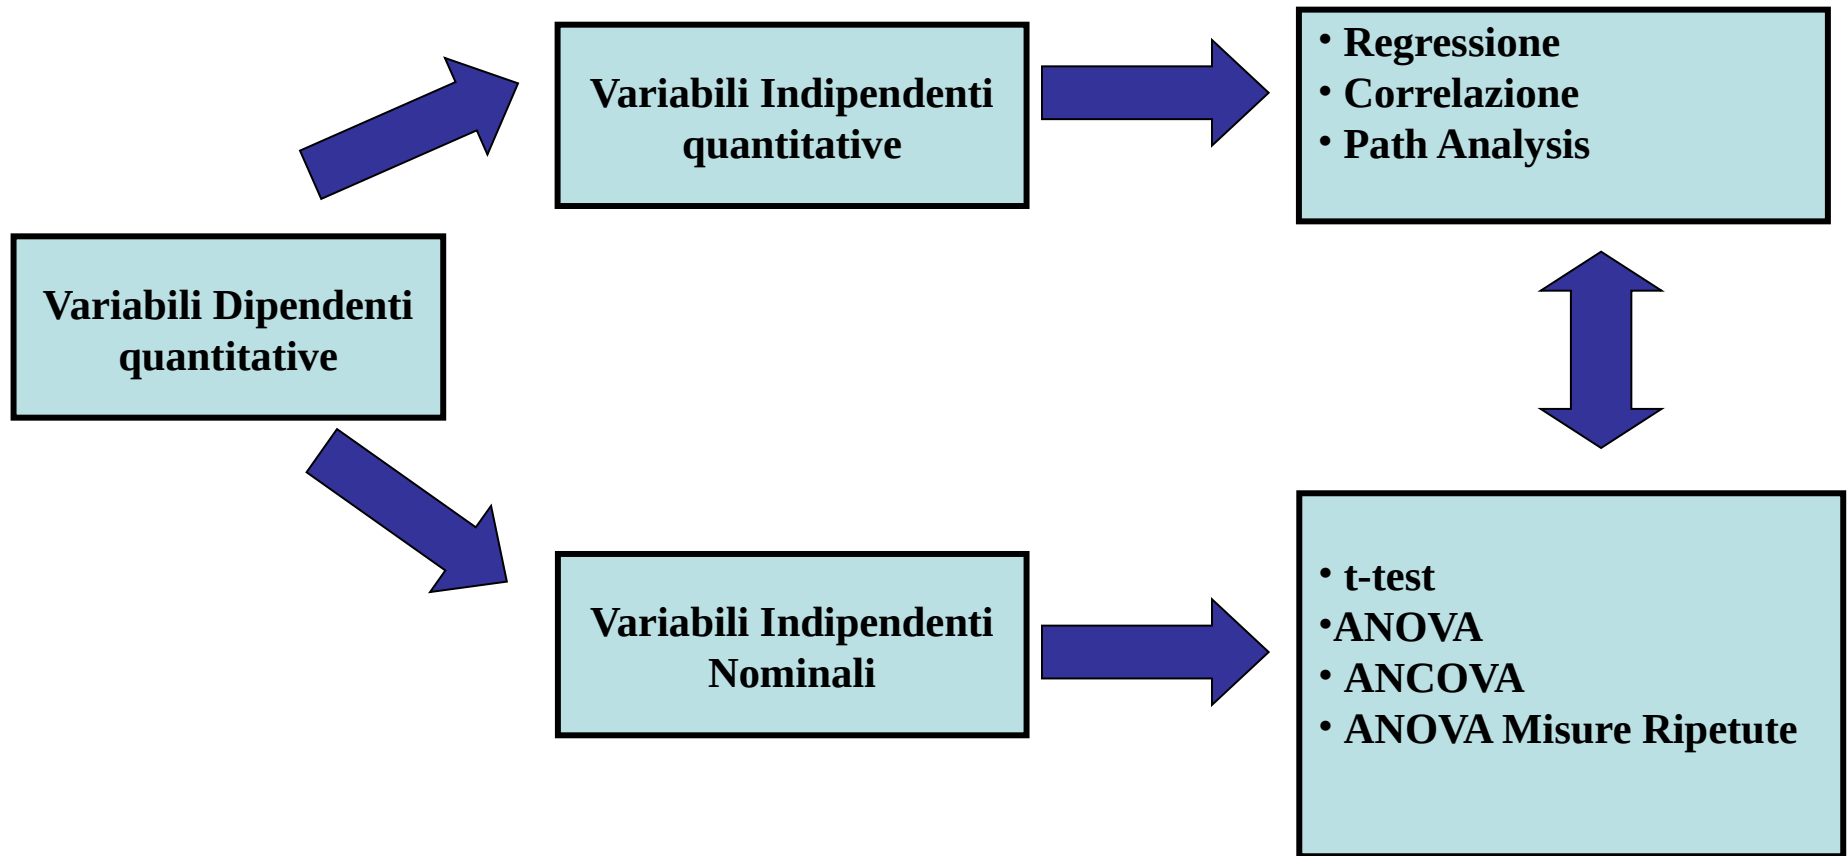 Variabili Dipendenti
quantitative
Variabili Indipendenti
quantitative
• Regressione
• Correlazione
• Path Analysis
Variabili Indipendenti
Nominali
• t-test
•ANOVA
• ANCOVA
• ANOVA Misure Ripetute